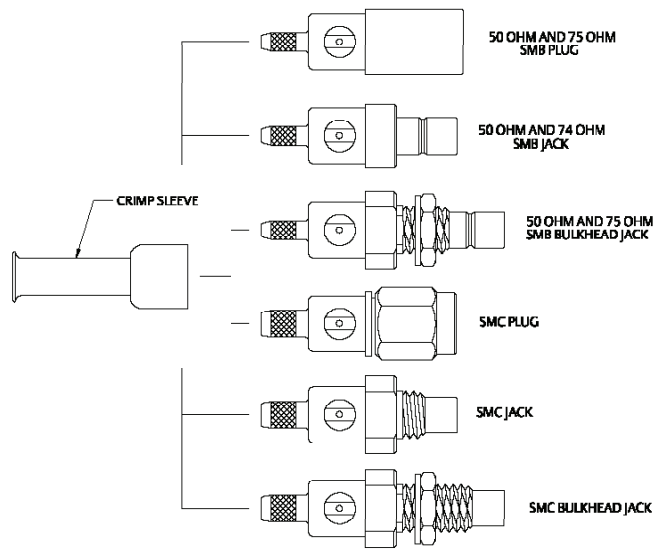 50 OHM AND 75 OHM
SMB PLUG
50 OHM AND 74 OHM
SMB JACK
CRIMP SLEEVE
50 OHM AND 75 OHM
SMB BULKHEAD JACK
SMC PLUG
SMC JACK
SMC BULKHEAD JACK